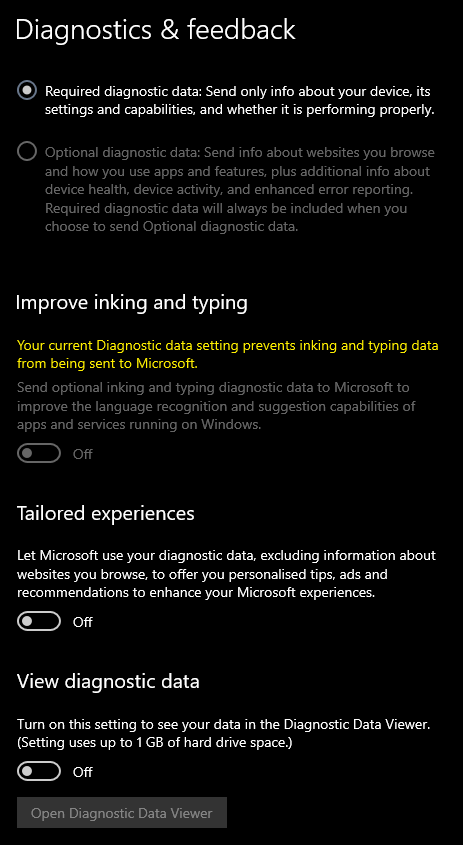 Diagnostics & feedback
Required diagnostic data: Send only info about your device, its
settings and capabilities, and whether it is performing properly.
Optional diagnostic data: Send info about websites you browse
and how you use apps and features, plus additional info about
device health, device activity, and enhanced error reporting.
Required diagnostic data will always be included when you
choose to send Optional diagnostic data.
Improve inking and typing
Your current Diagnostic data setting prevents inking and typing data
from being sent to Microsoft.
Send optional inking and typing diagnostic data to Microsoft to
improve the language recognition and suggestion capabilities of
apps and services running on Windows.
Off
Tailored experiences
Let Microsoft use your diagnostic data, excluding information about
websites you browse, to offer you personalised tips, ads and
recommendations to enhance your Microsoft experiences.
Off
View diagnostic data
Turn on this setting to see your data in the Diagnostic Data Viewer.
(Setting uses up to 1 GB of hard drive space.)
Off
Open Diagnostic Data Viewer